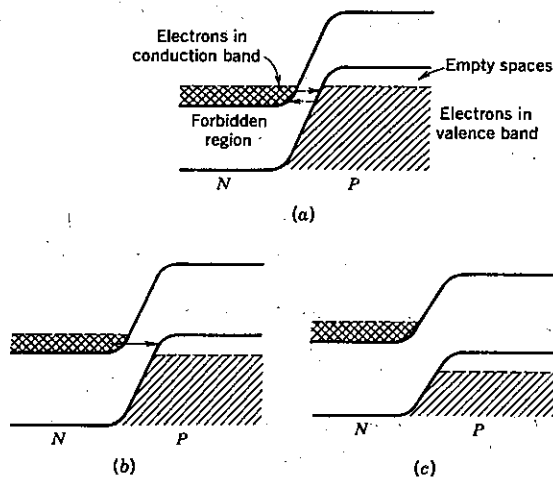 Electrons in
conduction band
Empty spaces
Forbidden
region
Electrons in
valence band
N
P
(a)
N
P
(b)
N
P
(c)